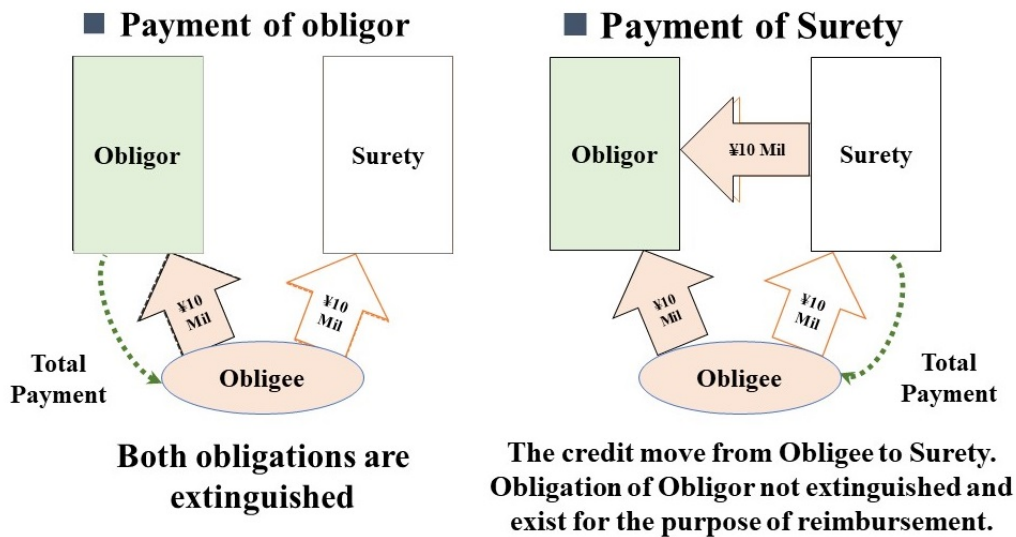 Payment of obligor
Obligor
Surety
¥10
Mil
¥10
Mil
Total
Payment
Obligee
Both obligations are
extinguished
Payment of Surety
Obligor
¥10 Mil
Surety
¥10
Mil
¥10
Mil
Obligee
Total
Payment
The credit move from Obligee to Surety.
Obligation of Obligor not extinguished and
exist for the purpose of reimbursement.